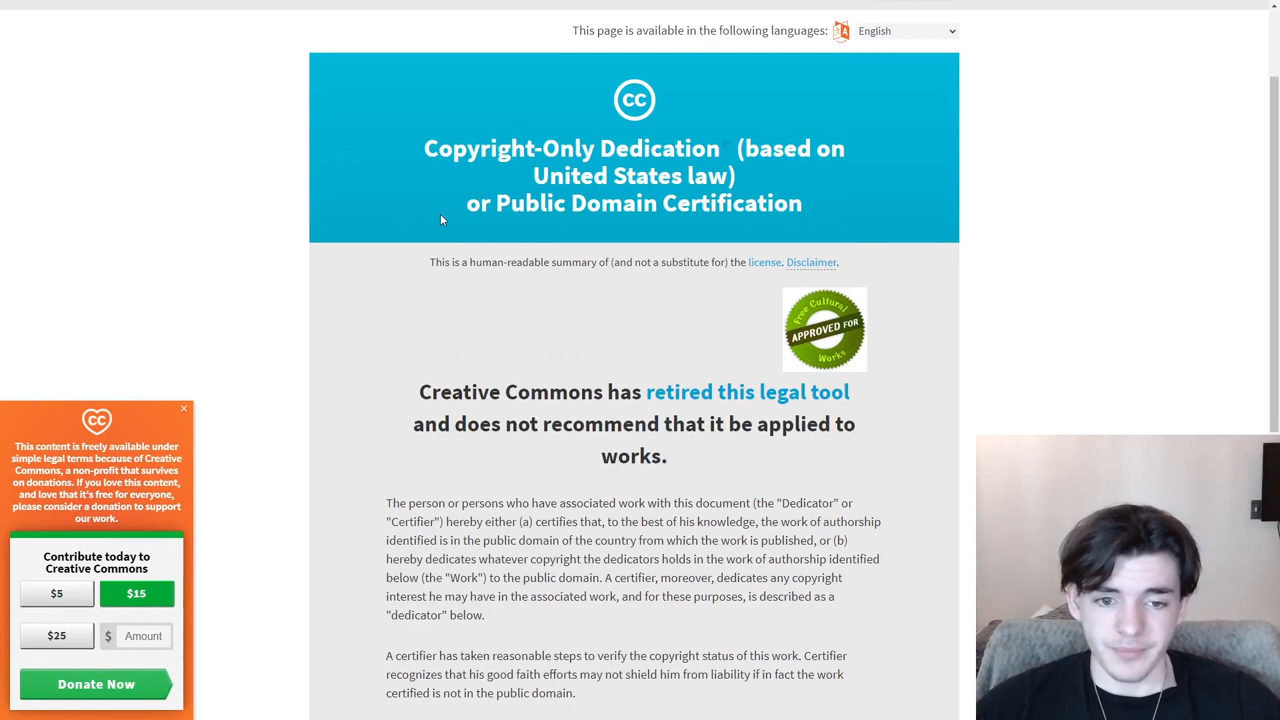 This page is available in the following languages:
English
cc
Copyright-Only Dedication (based on
United States law)
or Public Domain Certification
This is a human-readable summary of (and not a substitute for) the license. Disclaimer.
Free Cultural
APPROVED FOR
Works
Creative Commons has retired this legal tool
and does not recommend that it be applied to
works.
The person or persons who have associated work with this document (the "Dedicator" or
"Certifier") hereby either (a) certifies that, to the best of his knowledge, the work of authorship
identified is in the public domain of the country from which the work is published, or (b)
hereby dedicates whatever copyright the dedicators holds in the work of authorship identified
below (the "Work") to the public domain. A certifier, moreover, dedicates any copyright
interest he may have in the associated work, and for these purposes, is described as a
"dedicator" below.
A certifier has taken reasonable steps to verify the copyright status of this work. Certifier
recognizes that his good faith efforts may not shield him from liability if in fact the work
certified is not in the public domain.
cc
This content is freely available under
simple legal terms because of Creative
Commons, a non-profit that survives
on donations. If you love this content,
and love that it's free for everyone,
please consider a donation to support
our work.
Contribute today to
Creative Commons
$5
$15
$25
$ Amount
Donate Now